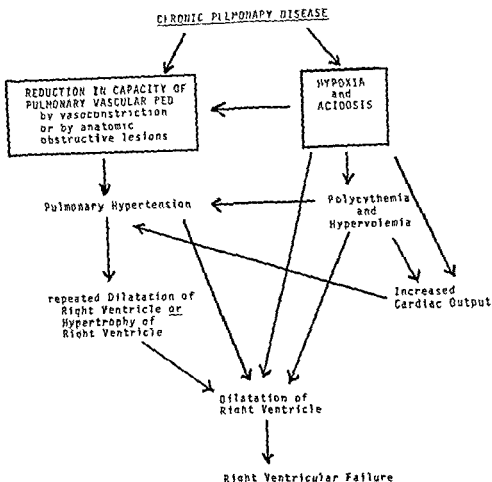 CHRONIC PULMONARY DISEASE
REDUCTION IN CAPACITY OF
PULMONARY VASCULAR PED
by vasoconstriction
or by anatomic
obstructive lesions
HYPOXIA
and
ACIDOSIS
Pulmonary Hypertension
Polycythemia
and
Hypervolemia
repeated Dilatation of
Right Ventricle or
Hypertrophy of
Right Ventricle
Increased
Cardiac Output
Dilatation of
Right Ventricle
Right Ventricular Failure